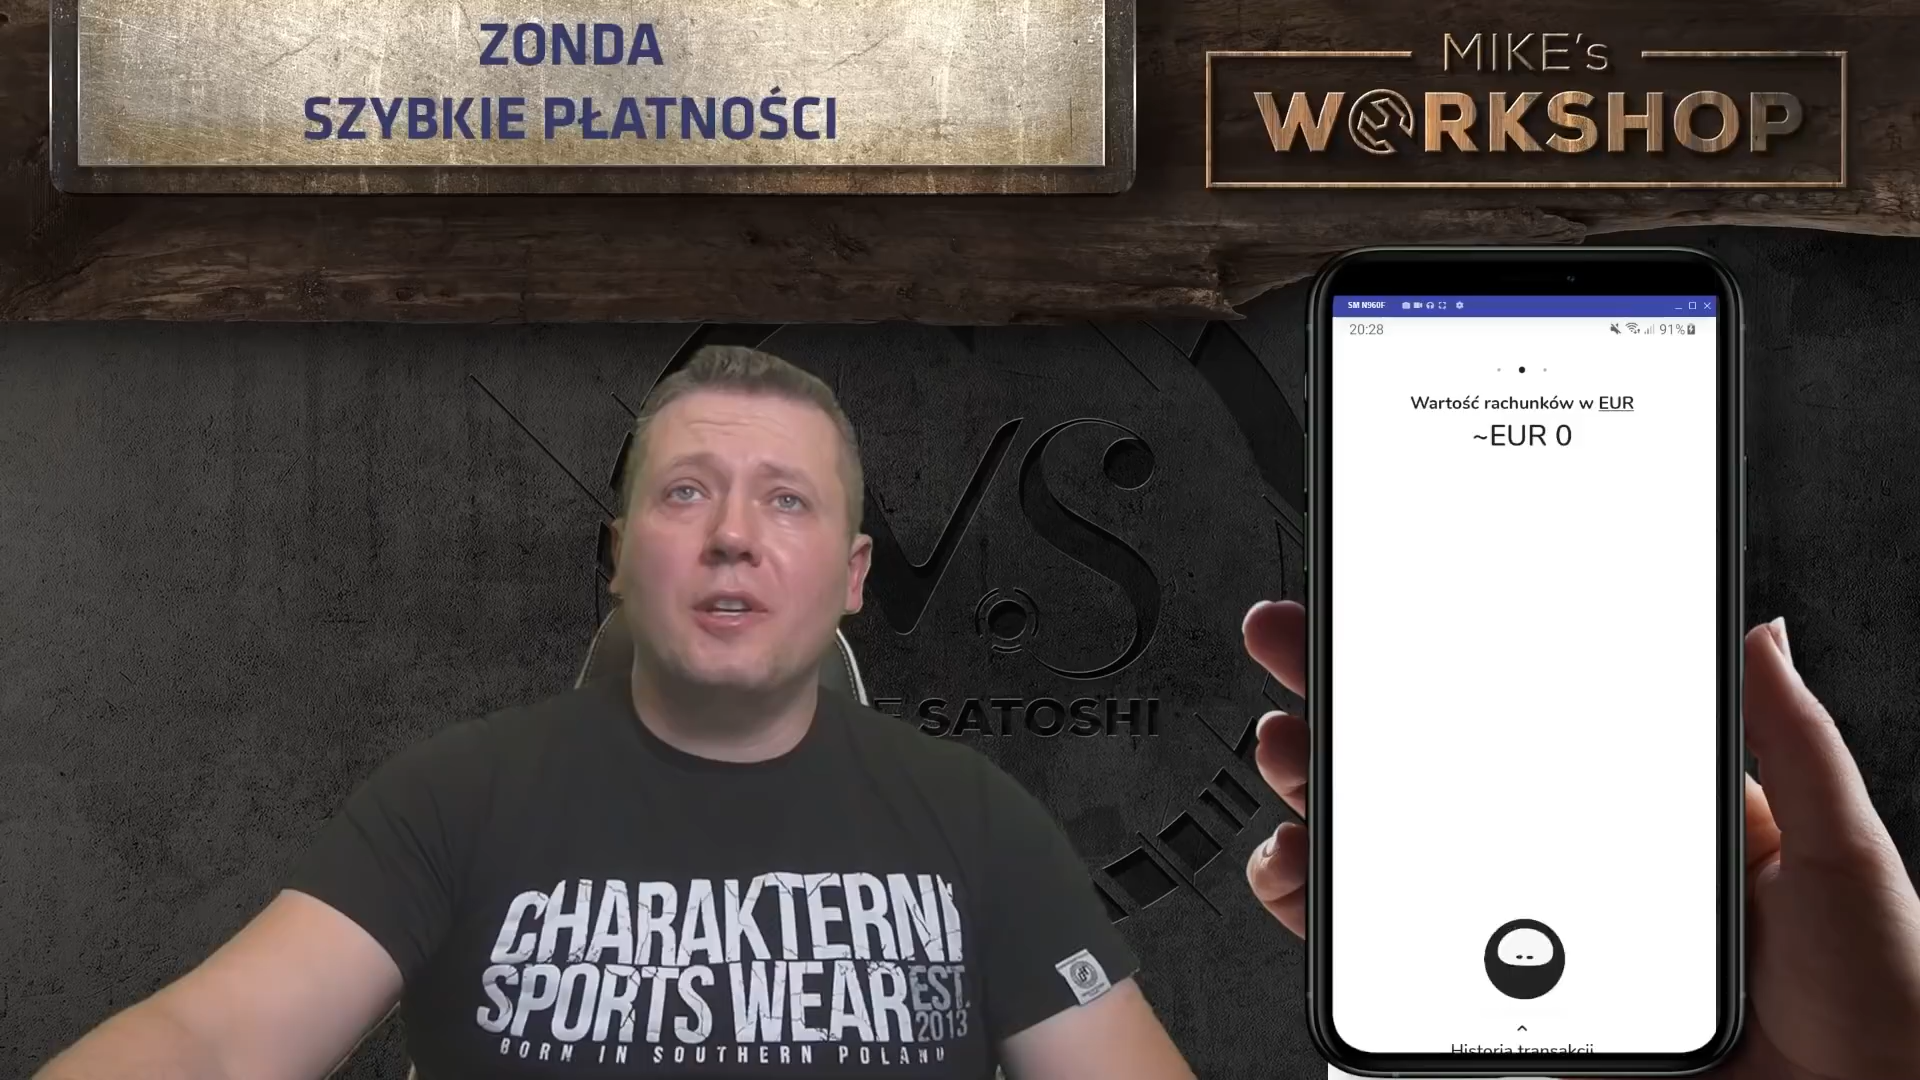 ZONDA
SZYBKIE PŁATNOŚCI
MIKE's
WORKSHOP
SM N960F
20:28
91%
Wartość rachunków w EUR
~EUR 0
Historia transakcji
VS
SATOSHI
CHARAKTERNI
SPORTS WEAR EST.
2013
BORN IN SOUTHERN POLAND